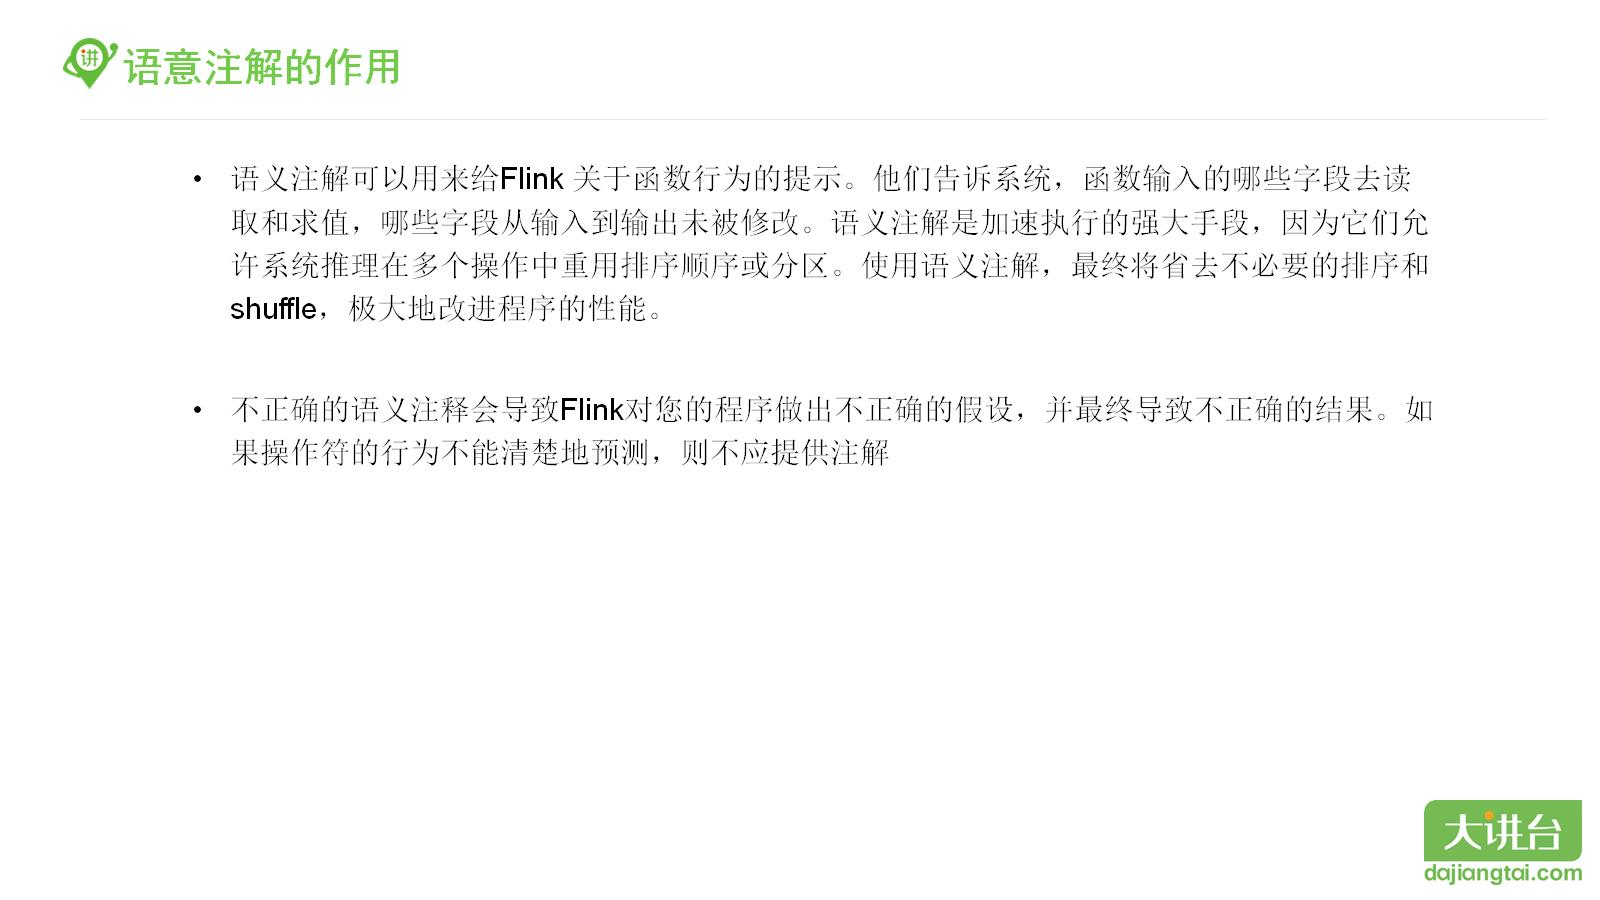 讲
语意注解的作用
• 语义注解可以用来给Flink 关于函数行为的提示。他们告诉系统，函数输入的哪些字段去读
取和求值，哪些字段从输入到输出未被修改。语义注解是加速执行的强大手段，因为它们允
许系统推理在多个操作中重用排序顺序或分区。使用语义注解，最终将省去不必要的排序和
shuffle，极大地改进程序的性能。
• 不正确的语义注释会导致Flink对您的程序做出不正确的假设，并最终导致不正确的结果。如
果操作符的行为不能清楚地预测，则不应提供注解
大讲台
dajiangtai.com